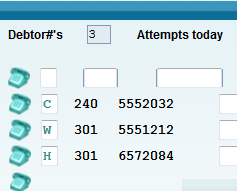 Debtor#'s 3 Attempts today
C 240 5552032
W 301 5551212
H 301 6572084